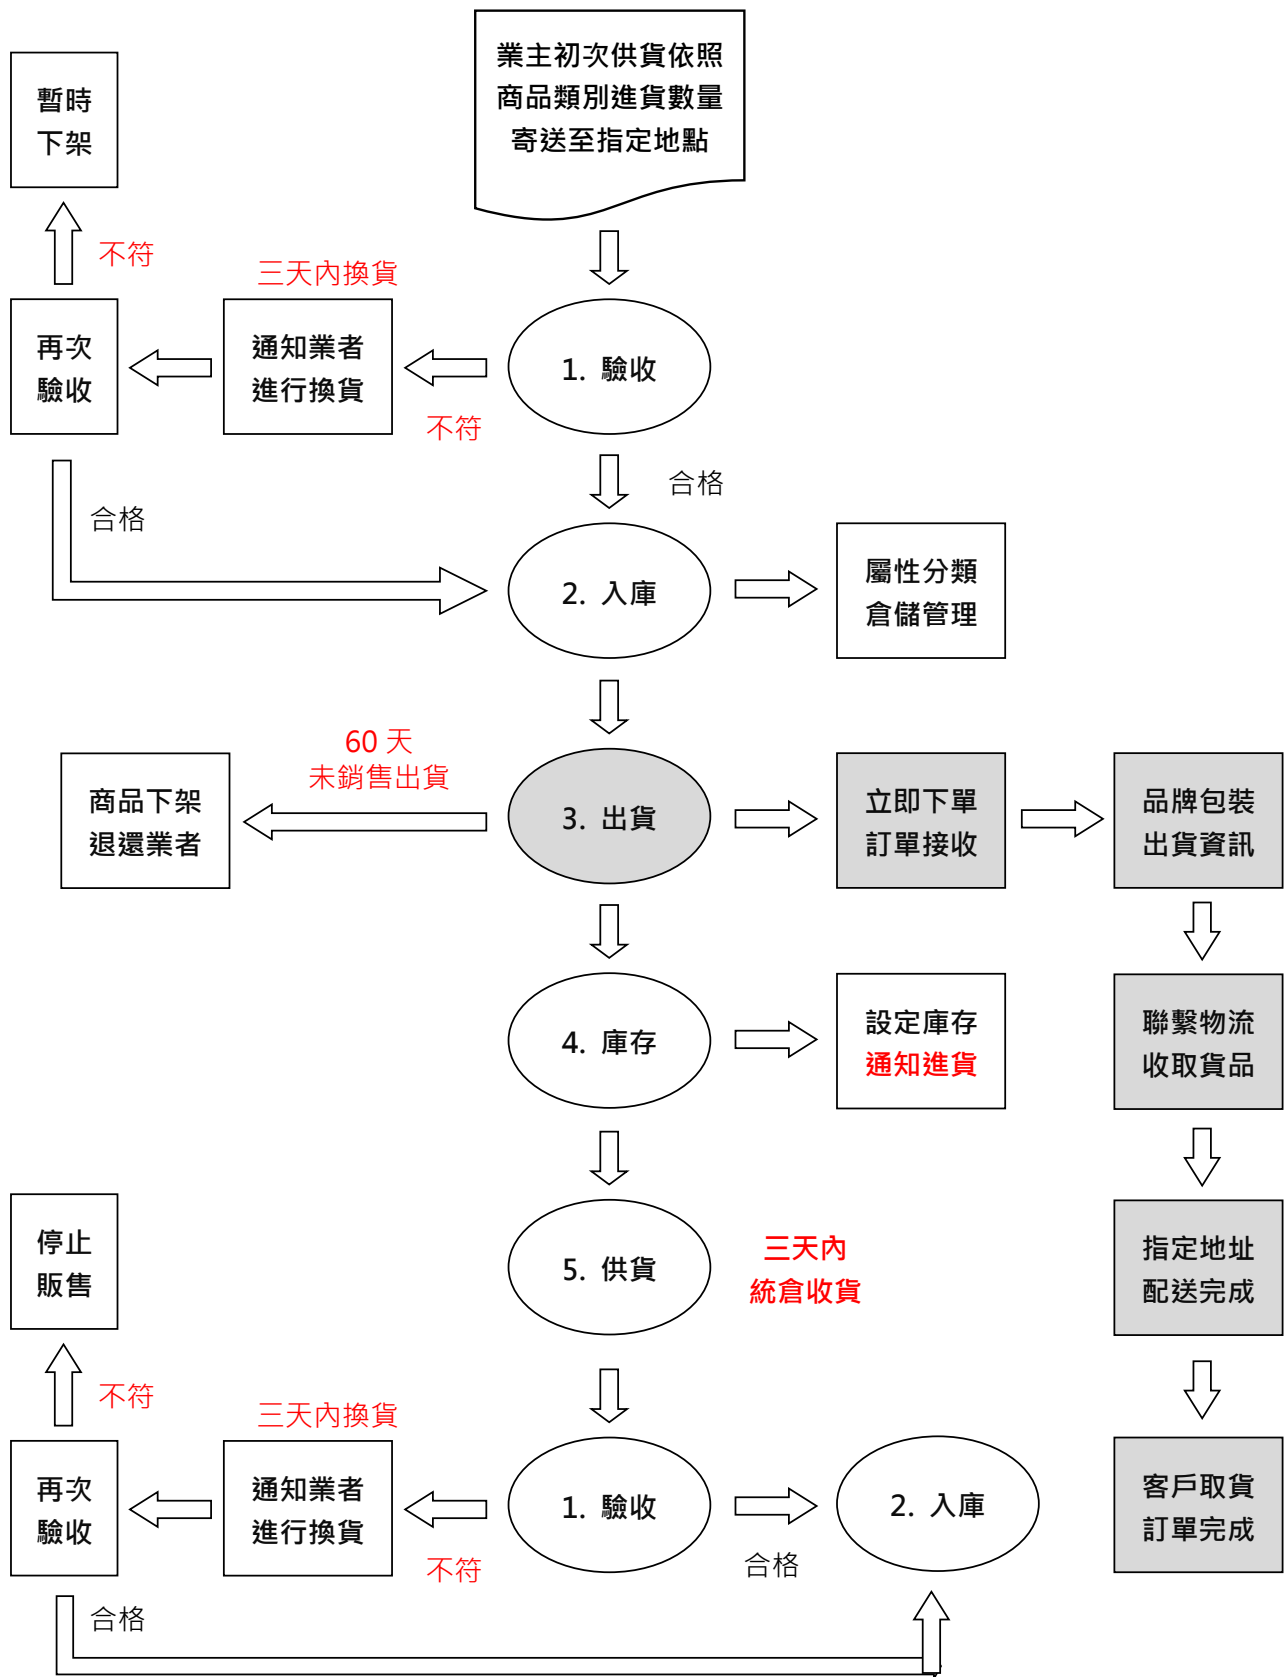 業主初次供貨依照
商品類別進貨數量
寄送至指定地點
暫時
下架
不符
三天內換貨
再次
驗收
通知業者
進行換貨
1. 驗收
不符
合格
合格
2. 入庫
屬性分類
倉儲管理
60 天
未銷售出貨
商品下架
退還業者
3. 出貨
立即下單
訂單接收
品牌包裝
出貨資訊
4. 庫存
設定庫存
通知進貨
聯繫物流
收取貨品
停止
販售
5. 供貨
三天內
統倉收貨
指定地址
配送完成
不符
三天內換貨
再次
驗收
通知業者
進行換貨
1. 驗收
2. 入庫
客戶取貨
訂單完成
不符
合格
合格